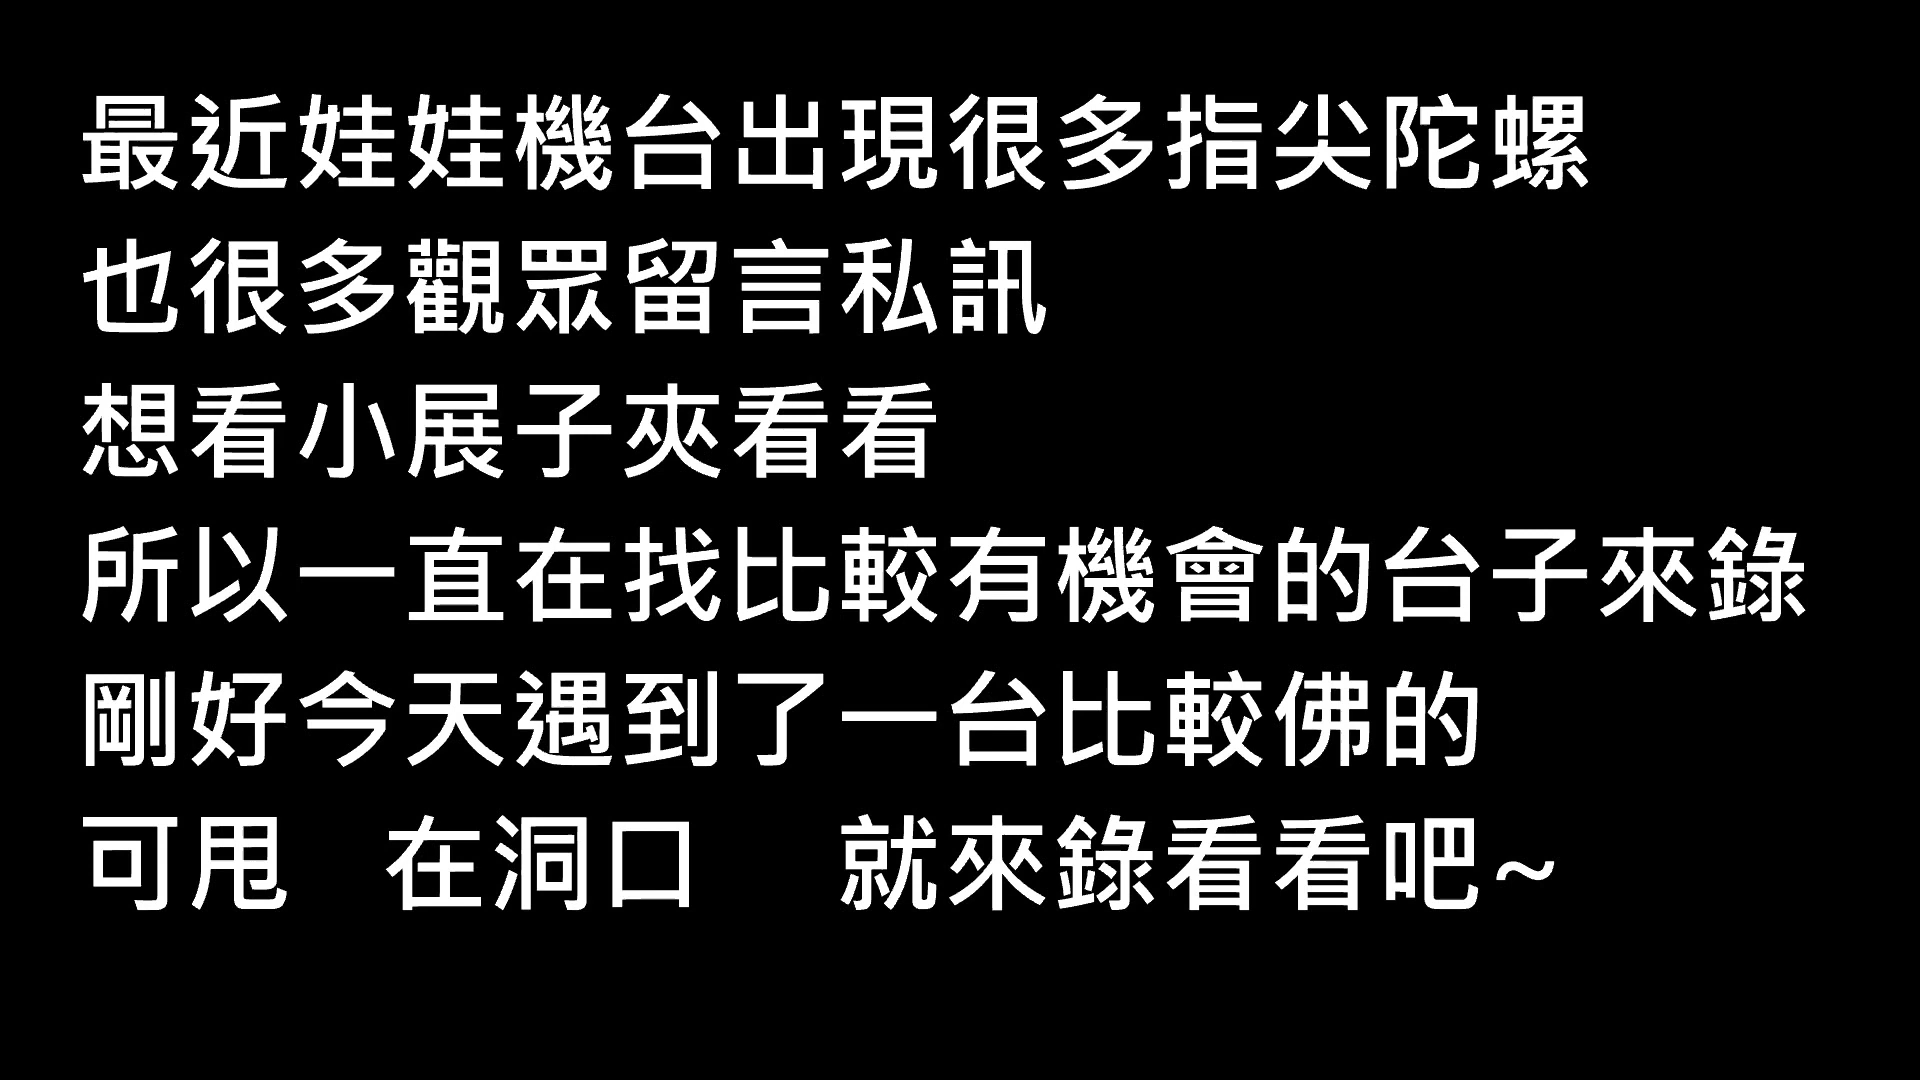 最近娃娃機台出現很多指尖陀螺
也很多觀眾留言私訊
想看小展子夾看看
所以一直在找比較有機會的台子來錄
剛好今天遇到了一台比較佛的
可甩　在洞口　 就來錄看看吧~